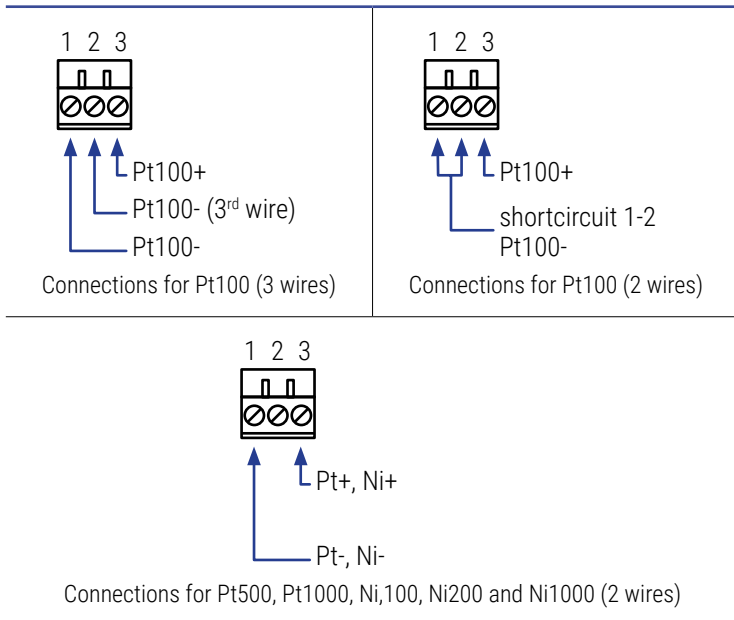 1 2 3
Pt100+
Pt100- (3rd wire)
Pt100-
Connections for Pt100 (3 wires)
1 2 3
Pt100+
shortcircuit 1-2
Pt100-
Connections for Pt100 (2 wires)
1 2 3
Pt+, Ni+
Pt-, Ni-
Connections for Pt500, Pt1000, Ni,100, Ni200 and Ni1000 (2 wires)